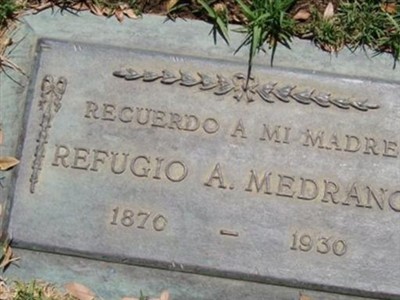 RECUERDO A MI MADRE
REFUGIO A. MEDRANO
1870 – 1930